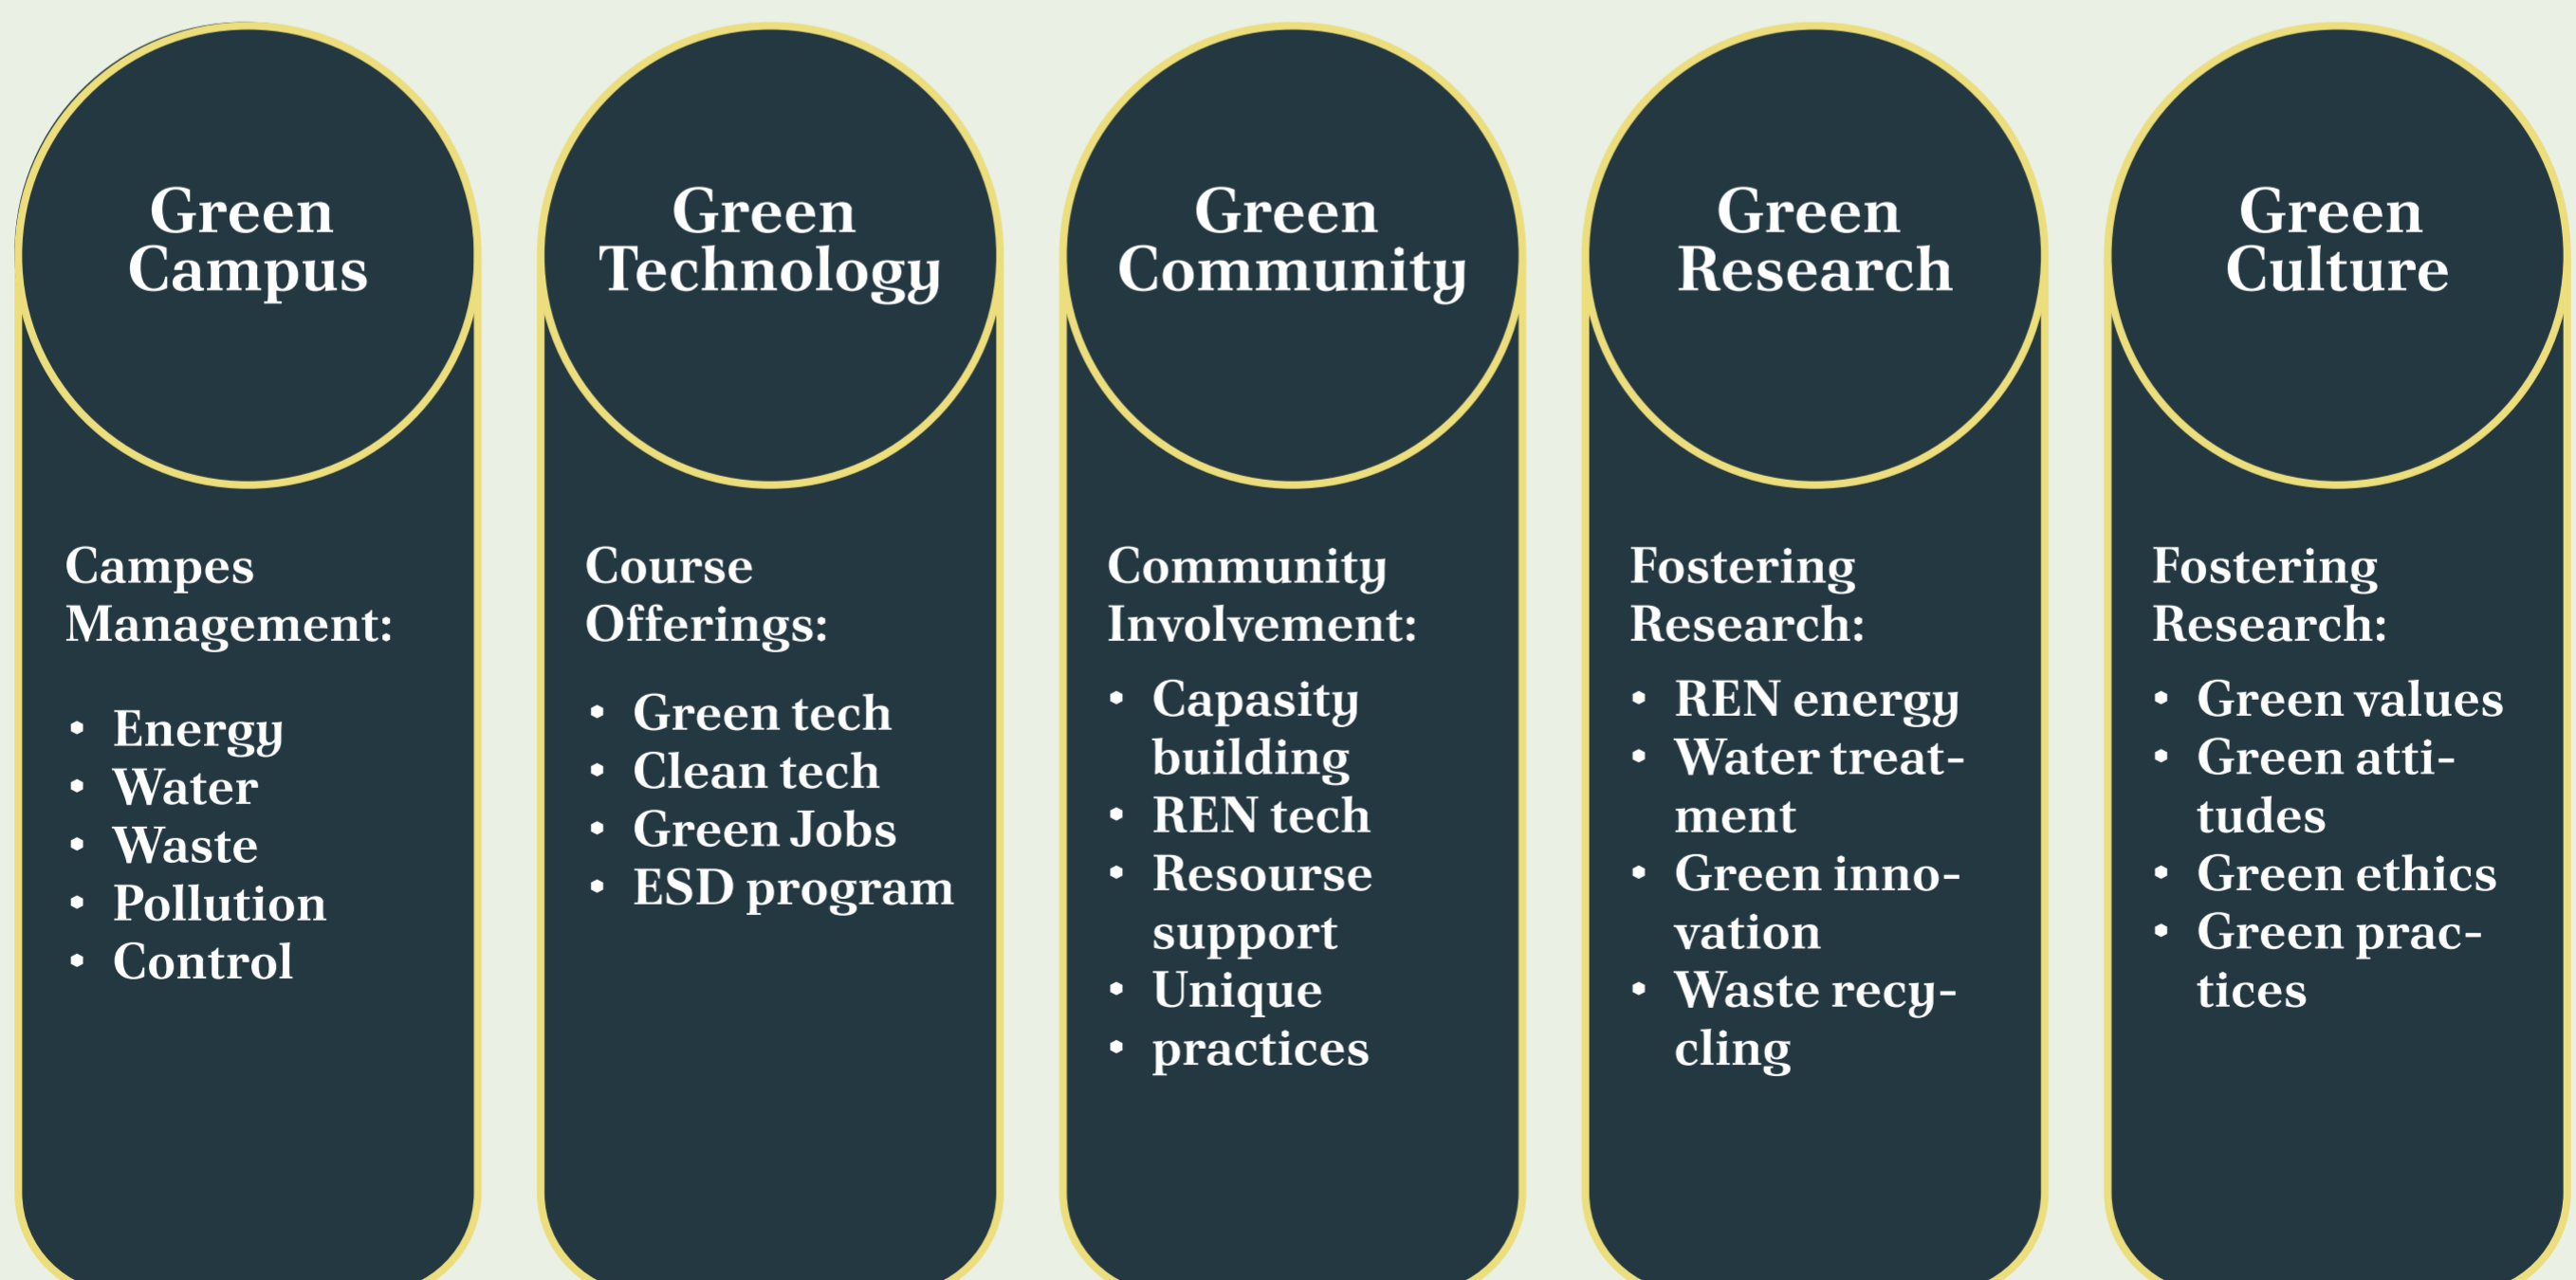 Green
Campus
Campes
Management:
• Energy
• Water
• Waste
• Pollution
• Control
Green
Technology
Course
Offerings:
• Green tech
• Clean tech
• Green Jobs
• ESD program
Green
Community
Community
Involvement:
• Capasity
building
• REN tech
• Resourse
support
• Unique
• practices
Green
Research
Fostering
Research:
• REN energy
• Water treat-
ment
• Green inno-
vation
• Waste recy-
cling
Green
Culture
Fostering
Research:
• Green values
• Green atti-
tudes
• Green ethics
• Green prac-
tices